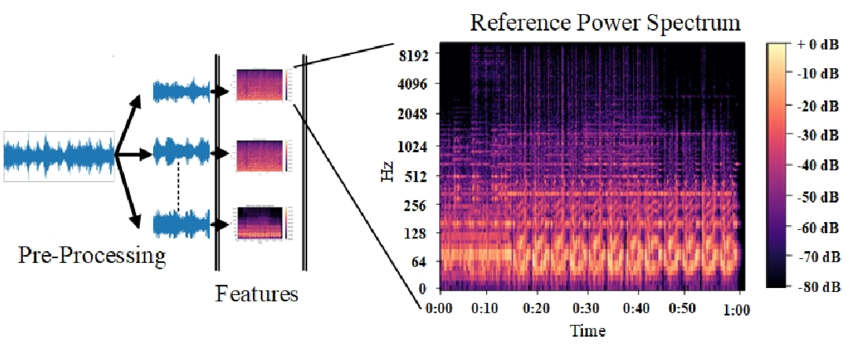 Reference Power Spectrum
8192
4096
2048
1024
512
256
128
64
0
Hz
0:00 0:10 0:20 0:30 0:40 0:50 1:00
Time
+ 0 dB
-10 dB
-20 dB
-30 dB
-40 dB
-50 dB
-60 dB
-70 dB
-80 dB
Pre-Processing
Features